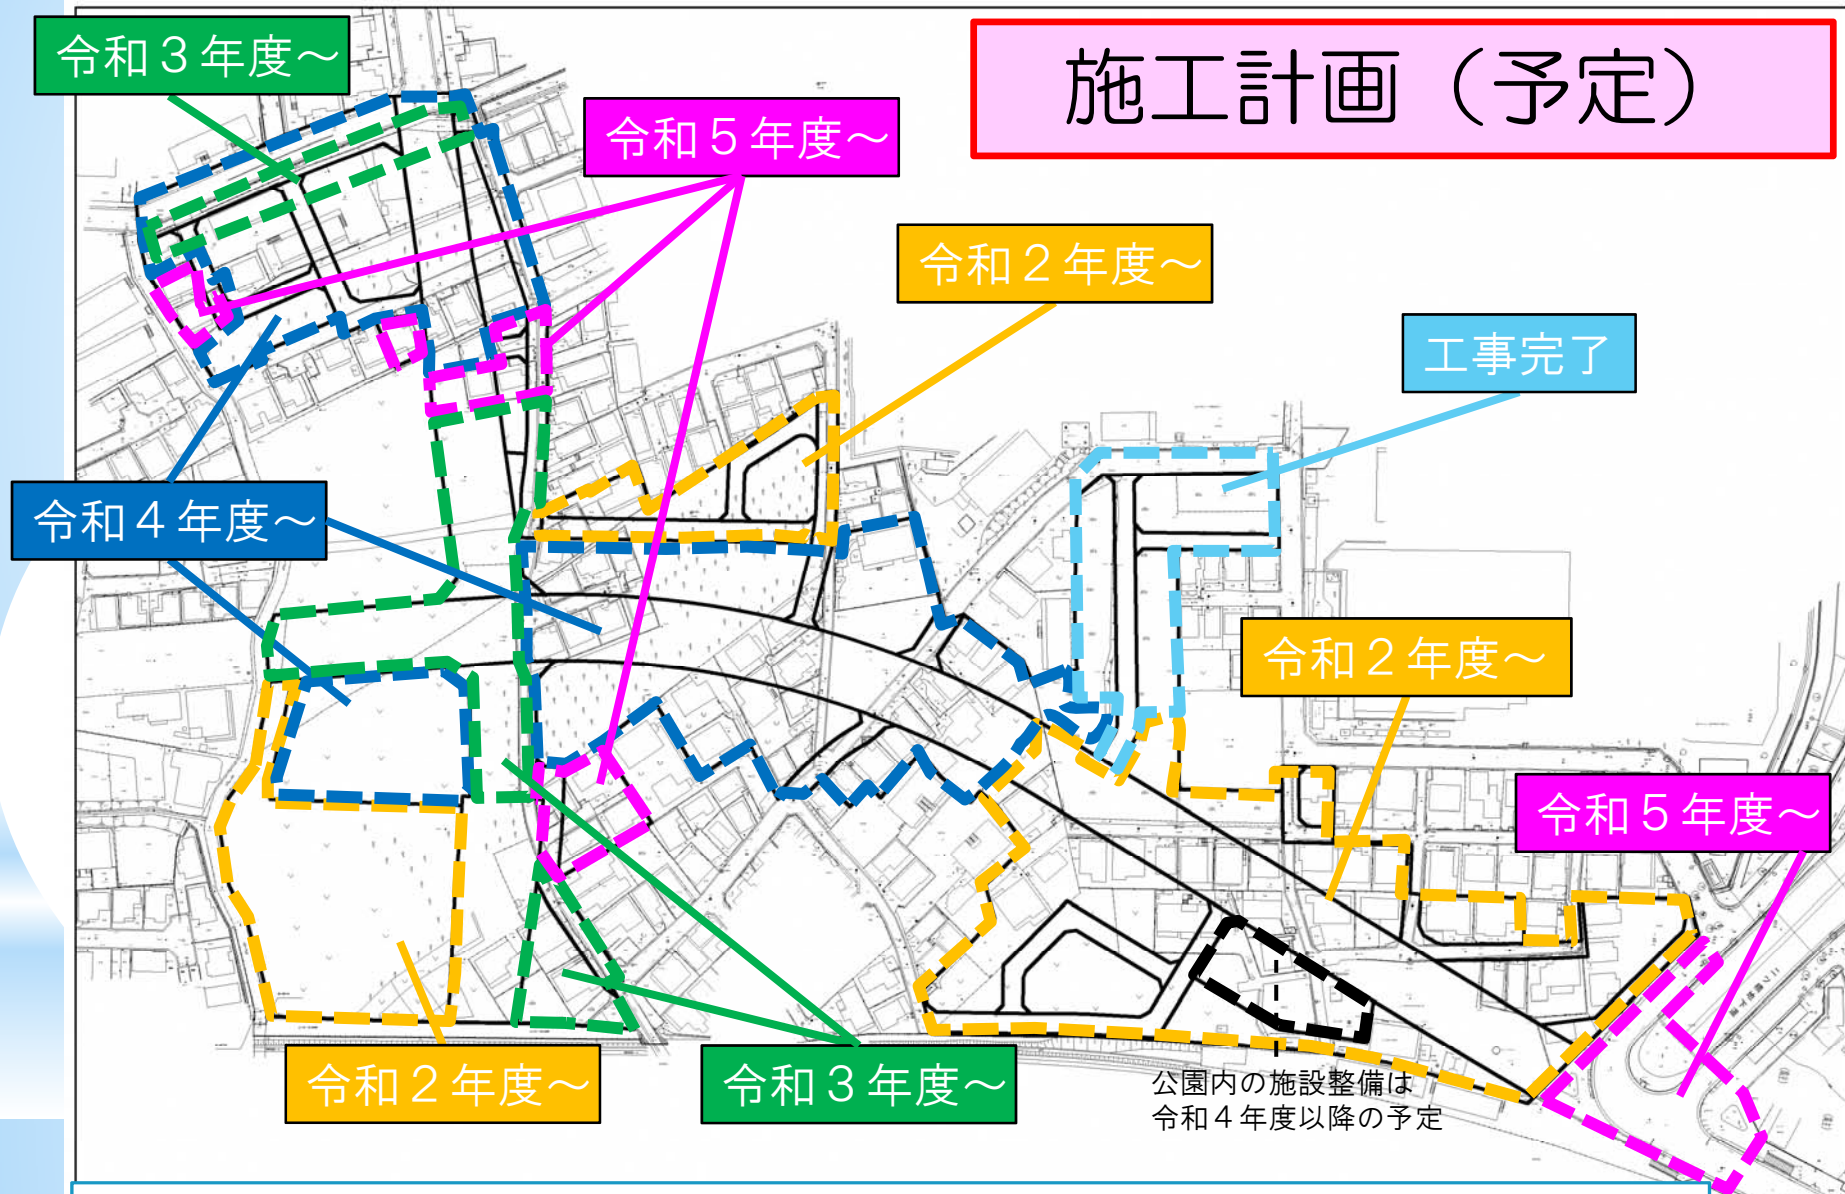 施工計画（予定）
令和３年度～
令和５年度～
令和２年度～
工事完了
令和４年度～
令和２年度～
令和５年度～
令和２年度～
令和３年度～
公園内の施設整備は
令和４年度以降の予定